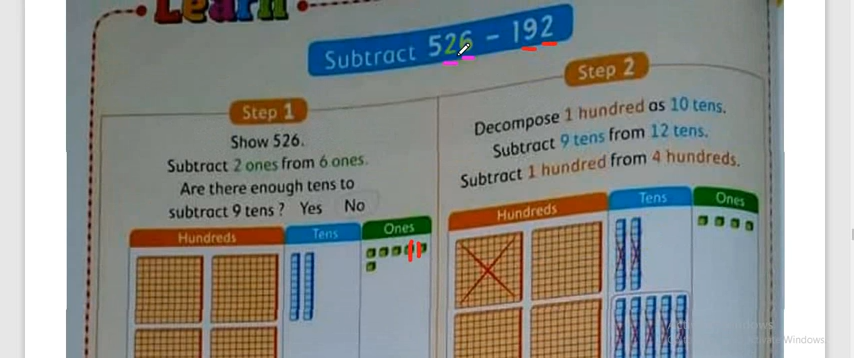 Learn
Subtract 526 – 192
Step 1
Show 526.
Subtract 2 ones from 6 ones.
Are there enough tens to
subtract 9 tens ? Yes No
Hundreds Tens Ones
Step 2
Decompose 1 hundred as 10 tens.
Subtract 9 tens from 12 tens.
Subtract 1 hundred from 4 hundreds.
Hundreds Tens Ones